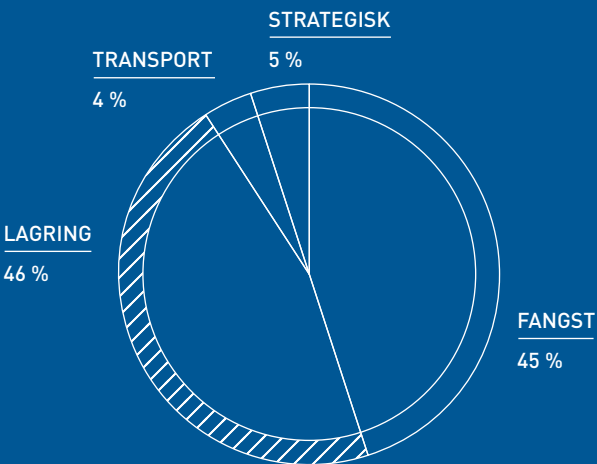 STRATEGISK
5 %
TRANSPORT
4 %
LAGRING
46 %
FANGST
45 %